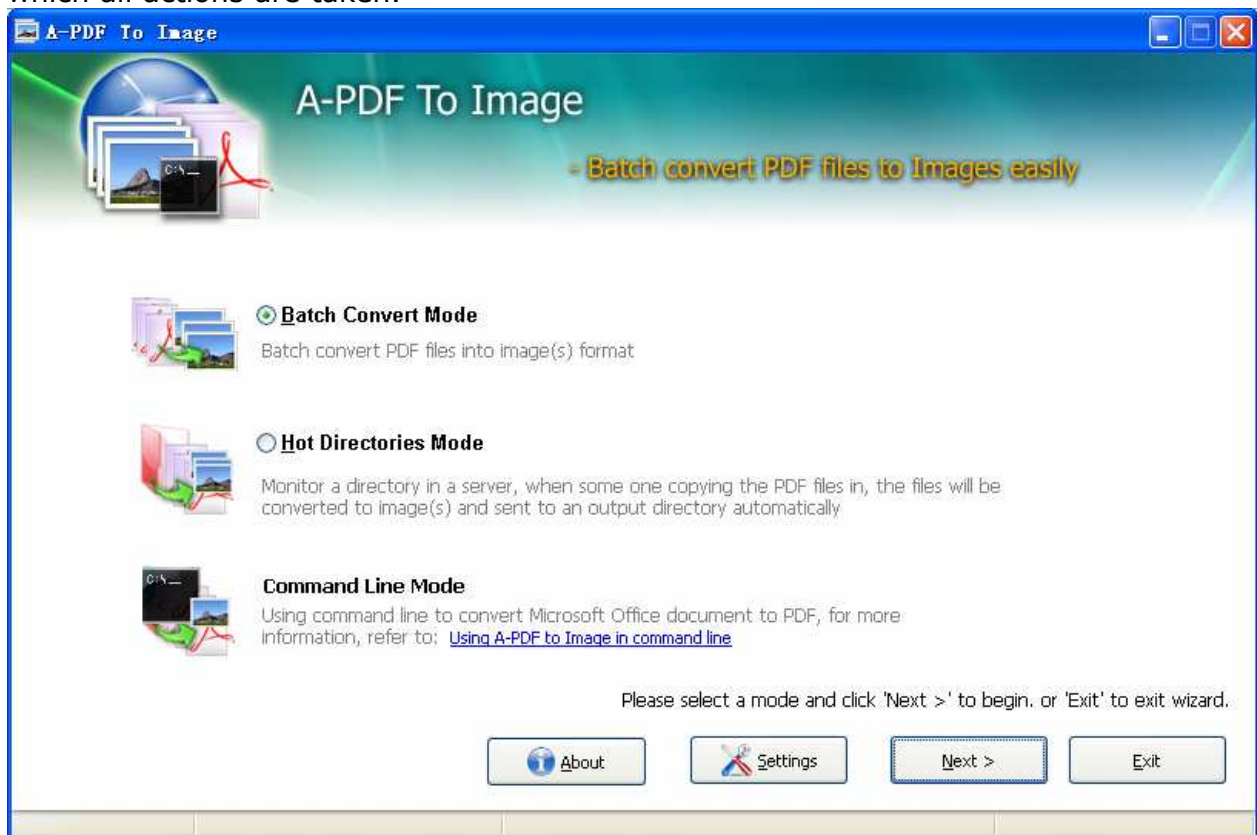 which all actions are taken.
A-PDF To Image
A-PDF To Image
- Batch convert PDF files to Images easily
Batch Convert Mode
Batch convert PDF files into image(s) format
Hot Directories Mode
Monitor a directory in a server, when some one copying the PDF files in, the files will be
converted to image(s) and sent to an output directory automatically
C:\_
Command Line Mode
Using command line to convert Microsoft Office document to PDF, for more
information, refer to: Using A-PDF to Image in command line
Please select a mode and click 'Next >' to begin. or 'Exit' to exit wizard.
About
Settings
Next >
Exit